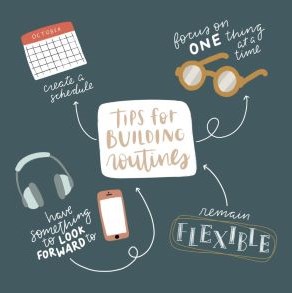 OCTOBER
create a
schedule
focus on
ONE thing
at a
time
TIPS for
BUILDING
routines
have
something
to LOOK
FORWARD to
remain
FLEXIBLE